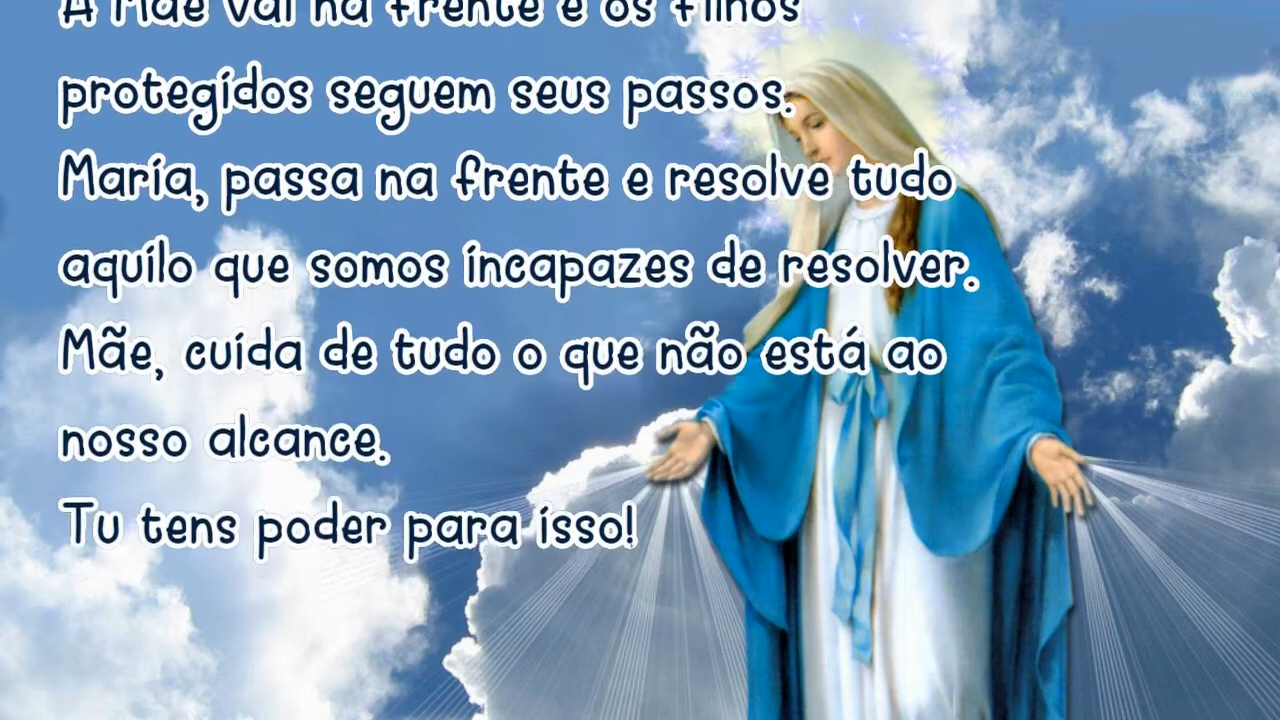 A Mãe vai na frente e os filhos
protegidos seguem seus passos.
Maria, passa na frente e resolve tudo
aquilo que somos incapazes de resolver.
Mãe, cuida de tudo o que não está ao
nosso alcance.
Tu tens poder para isso!